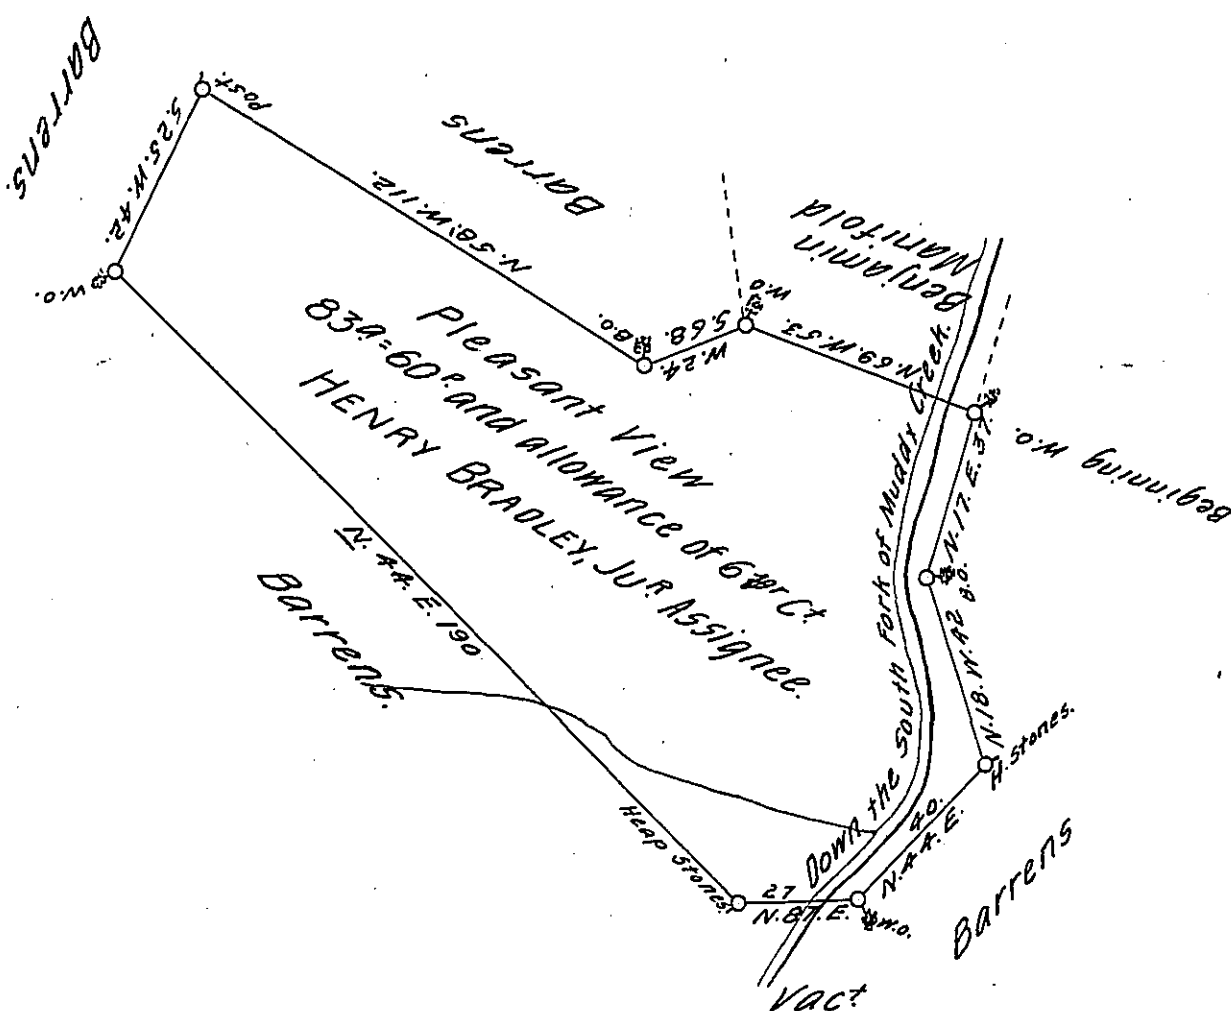 Barrens.
S.25.W.42.
Post
Barrens
N.58.W.112.
W.O.
B.O.
S.68.
W.24.
W.O
Benjamin
Manifold
N.69.W.53.
Beginning W.O.
N.17.E.37.
B.O.
N.18.W.42
H. Stones.
40.
N.44.E.
Barrens
W.O.
27
N.87.E.
Vact
Heap Stones.
N.44.E.190
Barrens.
Down the South Fork of Muddy Creek.
Pleasant View
83a=60p and allowance of 6 pr Ct
HENRY BRADLEY, JUR Assignee.